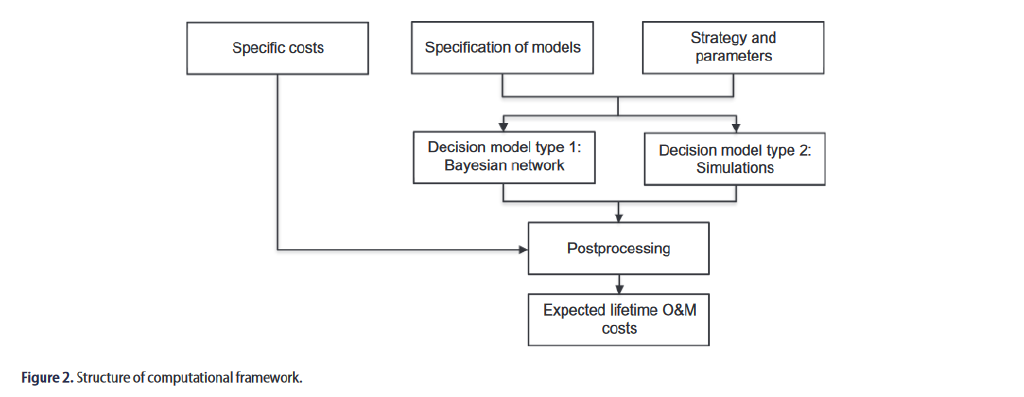 Specific costs
Specification of models
Strategy and
parameters
Decision model type 1:
Bayesian network
Decision model type 2:
Simulations
Postprocessing
Expected lifetime O&M
costs
Figure 2. Structure of computational framework.